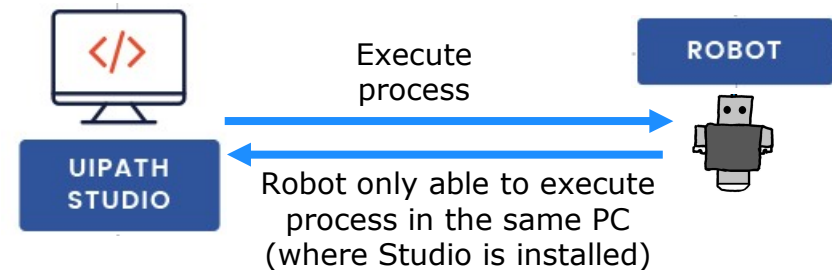 </>
Execute
process
ROBOT
UIPATH
STUDIO
Robot only able to execute
process in the same PC
(where Studio is installed)